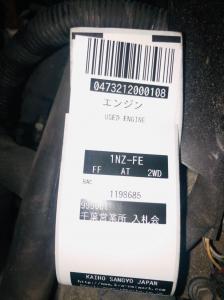 0473212000108
エンジン
USED ENGINE
1NZ-FE
FF AT 2WD
1198685
千葉営業所 入札会
KAIHO SANGYO JAPAN